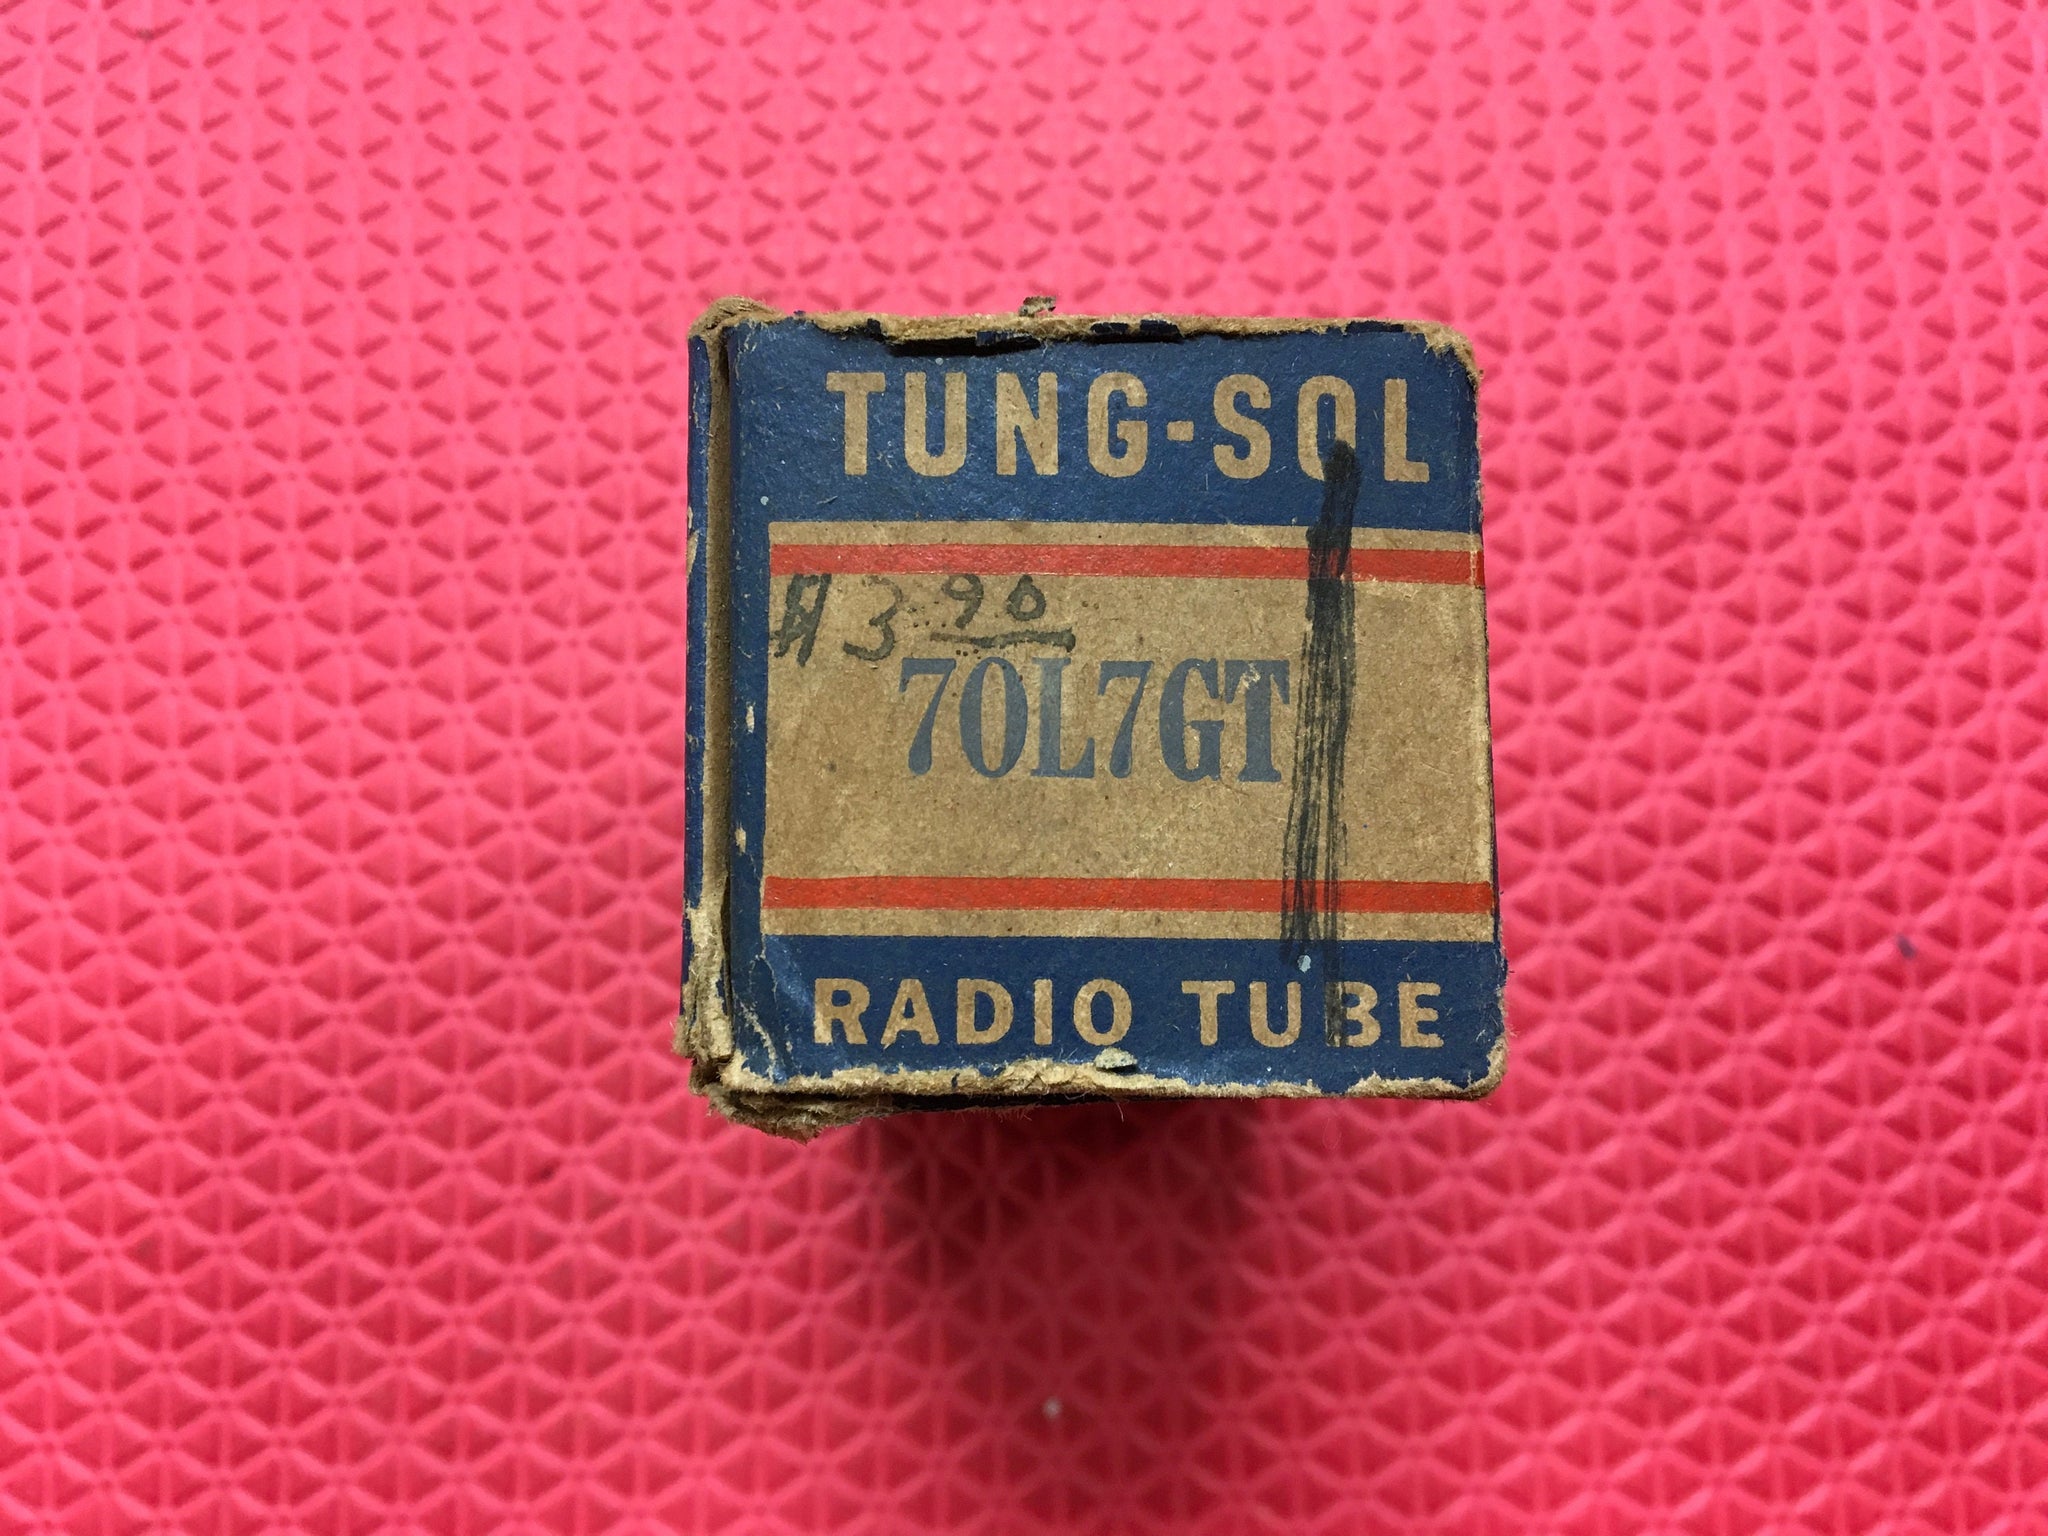 TUNG-SOL
$3.90
70L7GT
RADIO TUBE